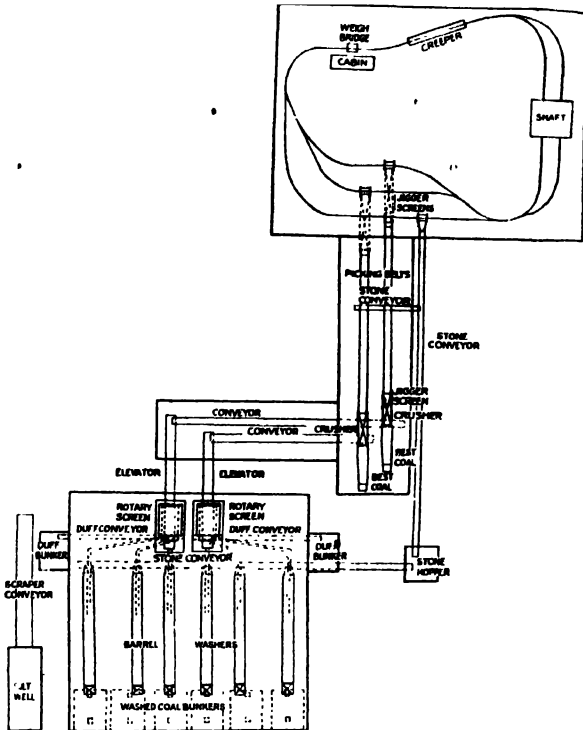 WEIGH
BRIDGE
CABIN
CREEPER
SHAFT
JIGGER
SCREENS
PICKING BELTS
STONE
CONVEYOR
STONE
CONVEYOR
JIGGER
SCREEN
CONVEYOR
CRUSHER
CONVEYOR
CRUSHER
BEST
COAL
BEST
COAL
ELEVATOR
ELEVATOR
ROTARY
SCREEN
ROTARY
SCREEN
DUFF CONVEYOR
DUFF CONVEYOR
DUFF
BUNKER
DUFF
BUNKER
STONE CONVEYOR
STONE
HOPPER
SCRAPER
CONVEYOR
BARREL
WASHERS
WELL
WASHED COAL BUNKERS